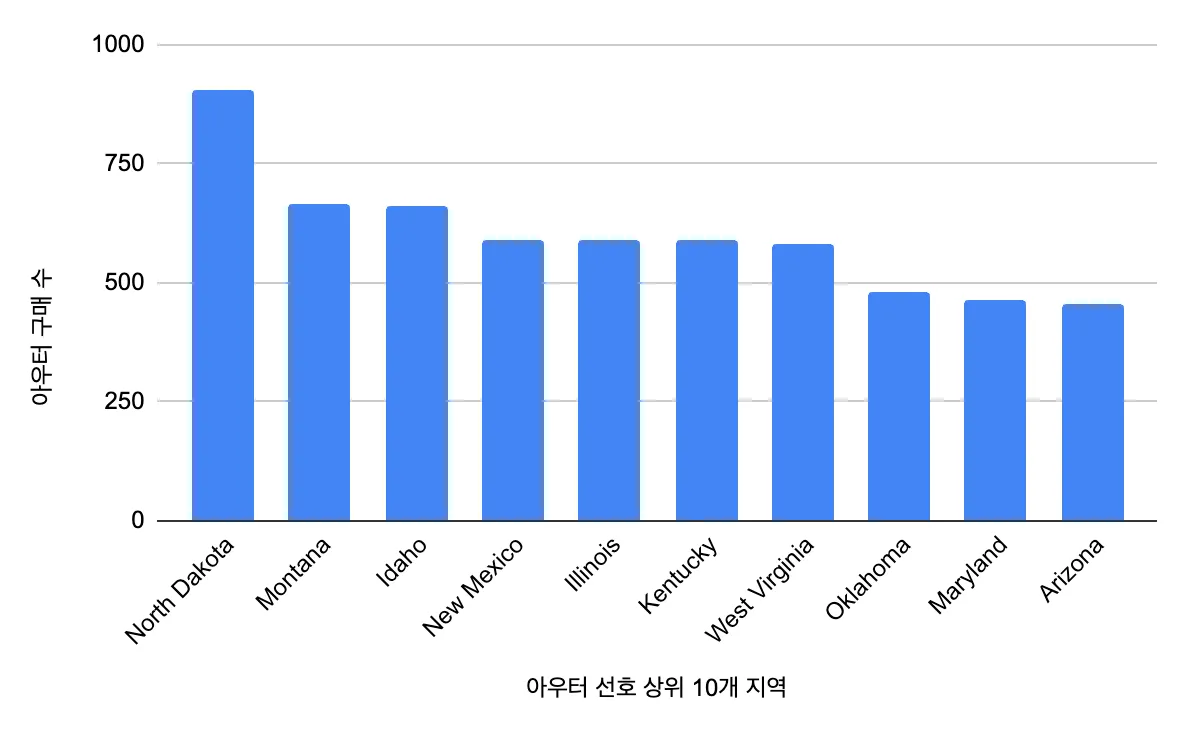 1000
750
500
250
0
아우터 구매 수
North Dakota
Montana
Idaho
New Mexico
Illinois
Kentucky
West Virginia
Oklahoma
Maryland
Arizona
아우터 선호 상위 10개 지역